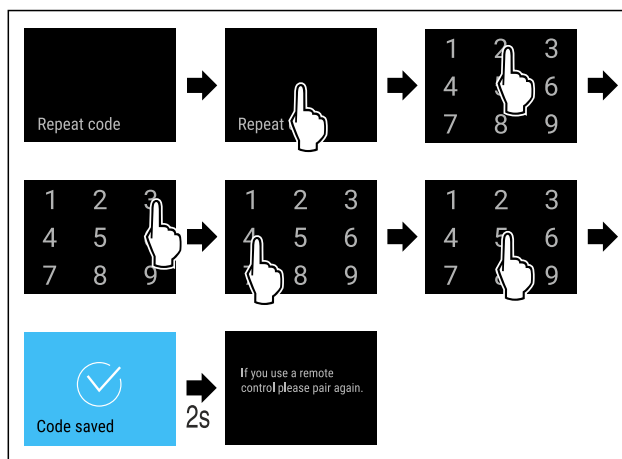 Repeat code
Repeat
1 2 3
4 6
7 8 9
1 2 3
4 5
7 8 9
1 2 3
4 5 6
8 9
1 2 3
4 5 6
7 9
Code saved
2s
If you use a remote
control please pair again.